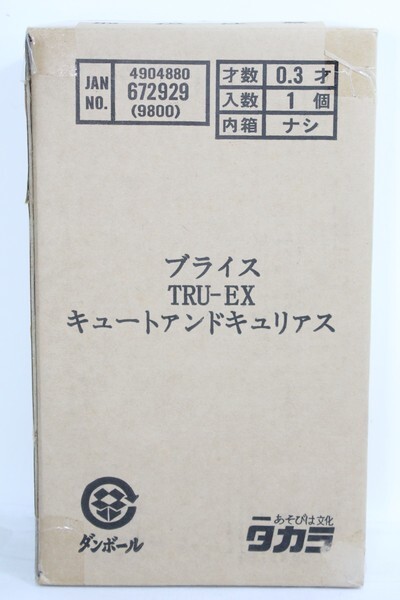 JAN NO.
4904880
672929
(9800)
才数 0.3 才
入数 1 個
内箱 ナシ
ブライス
TRU-EX
キュートアンドキュリアス
ダンボール
あそびは文化
タカラ